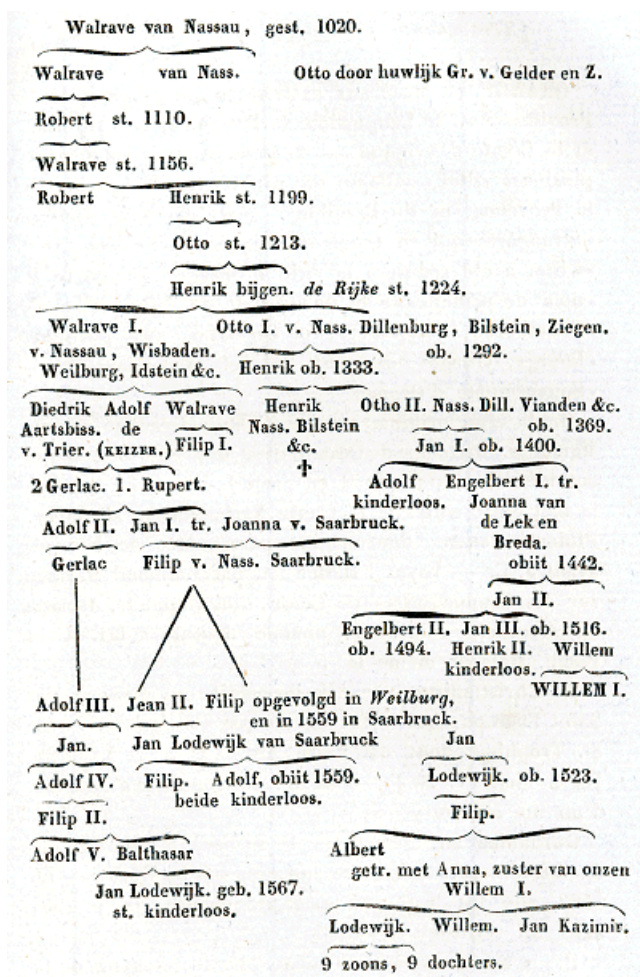 Walrave van Nassau, gest. 1020.
Walrave van Nass. Otto door huwlijk Gr. v. Gelder en Z.
Robert st. 1110.
Walrave st. 1156.
Robert Henrik st. 1199.
Otto st. 1213.
Henrik bijgen. de Rijke st. 1224.
Walrave I. Otto I. v. Nass. Dillenburg, Bilstein, Ziegen.
v. Nassau, Wisbaden. ob. 1292.
Weilburg, Idstein &c. Henrik ob. 1333.
Diedrik Adolf Walrave Henrik Otho II. Nass. Dill. Vianden &c.
Aartsbiss. de Nass. Bilstein ob. 1369.
v. Trier. (KEIZER.) Filip I. &c. Jan I. ob. 1400.
✝
2 Gerlac. 1. Rupert. Adolf Engelbert I. tr.
kinderloos. Joanna van
Adolf II. Jan I. tr. Joanna v. Saarbruck. de Lek en
Breda.
Gerlac Filip v. Nass. Saarbruck. obiit 1442.
Jan II.
Engelbert II. Jan III. ob. 1516.
ob. 1494. Henrik II. Willem
kinderloos.
WILLEM I.
Adolf III. Jean II. Filip opgevolgd in Weilburg,
en in 1559 in Saarbruck.
Jan. Jan Lodewijk van Saarbruck Jan
Adolf IV. Filip. Adolf, obiit 1559. Lodewijk. ob. 1523.
beide kinderloos.
Filip II. Filip.
Adolf V. Balthasar Albert
getr. met Anna, zuster van onzen
Jan Lodewijk. geb. 1567. Willem I.
st. kinderloos.
Lodewijk. Willem. Jan Kazimir.
9 zoons, 9 dochters.